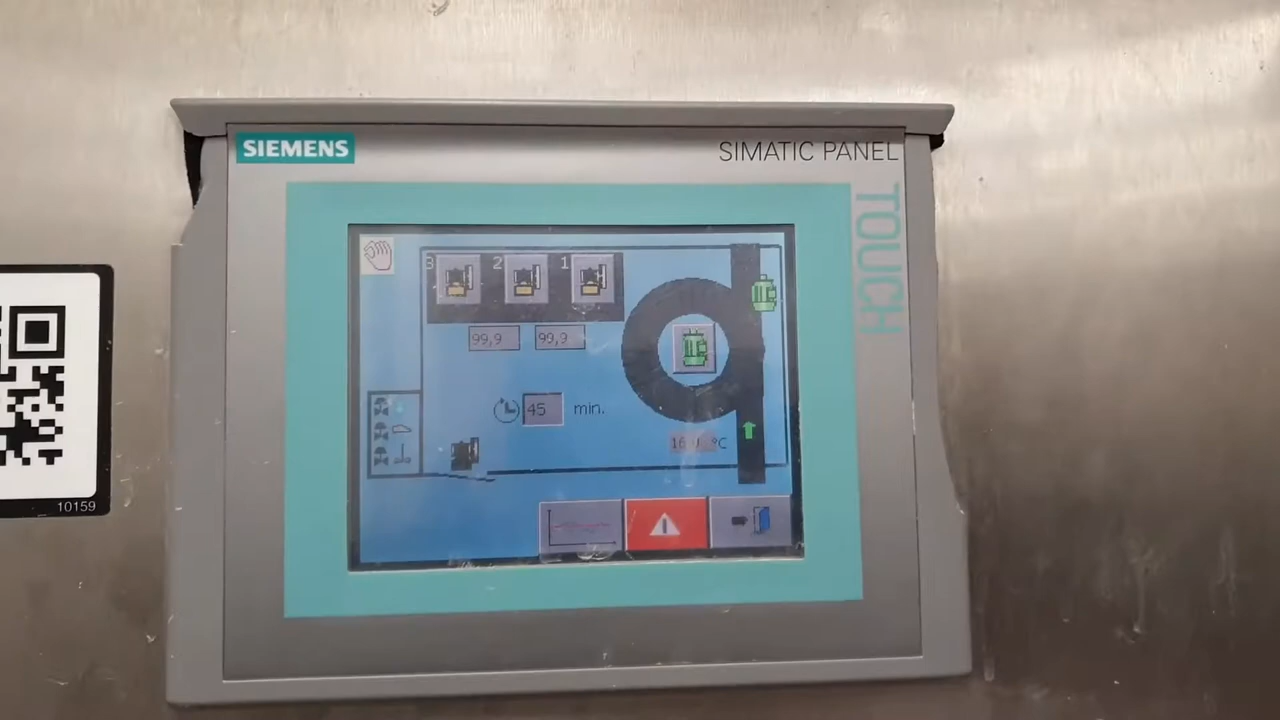 SIEMENS
SIMATIC PANEL
TOUCH
3 2 1
99,9 99,9
45 min.
°C
10159